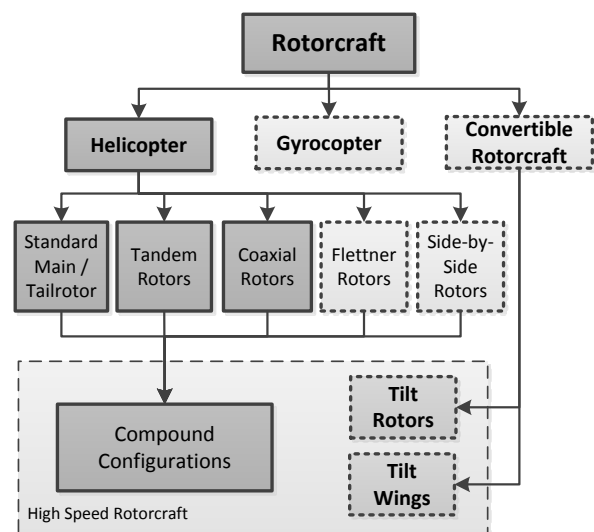 Rotorcraft
Helicopter
Gyrocopter
Convertible
Rotorcraft
Standard
Main /
Tailrotor
Tandem
Rotors
Coaxial
Rotors
Flettner
Rotors
Side-by-
Side
Rotors
Compound
Configurations
Tilt
Rotors
Tilt
Wings
High Speed Rotorcraft